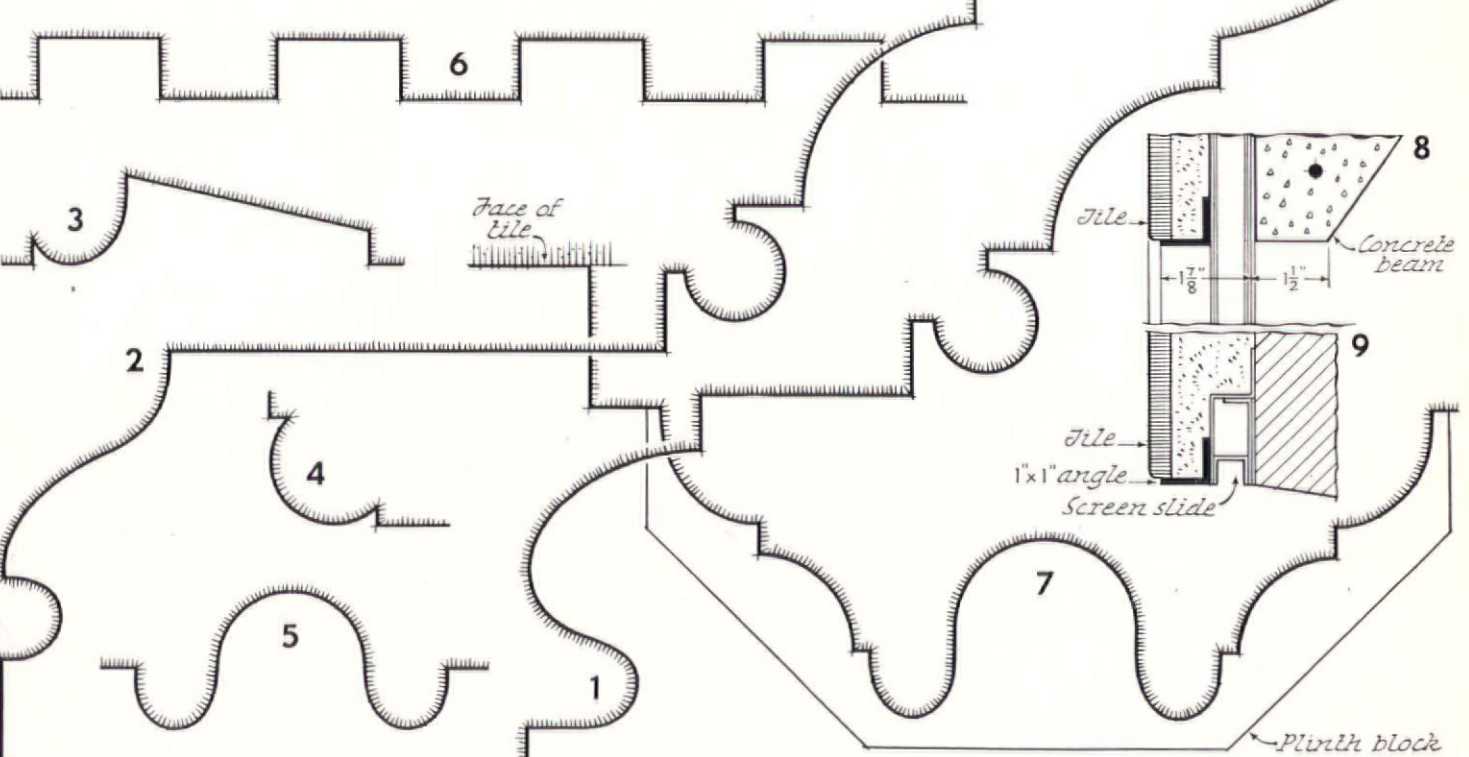 6
8
3
Face of
tile
Tile
Concrete
beam
1 7/8"
1 1/2"
2
9
4
Tile
1"x1" angle
Screen slide
7
5
1
Plinth block